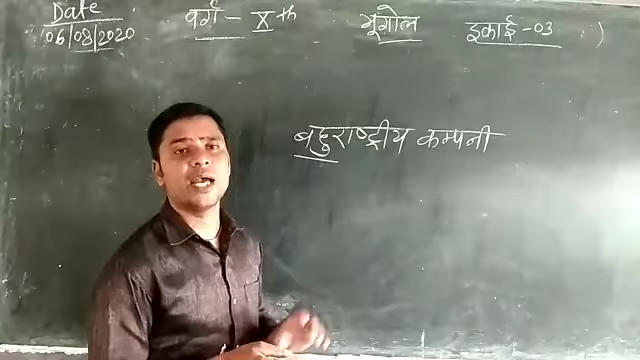 Date
06/08/2020 वर्ग - Xth भूगोल इकाई-03
बहुराष्ट्रीय कम्पनी